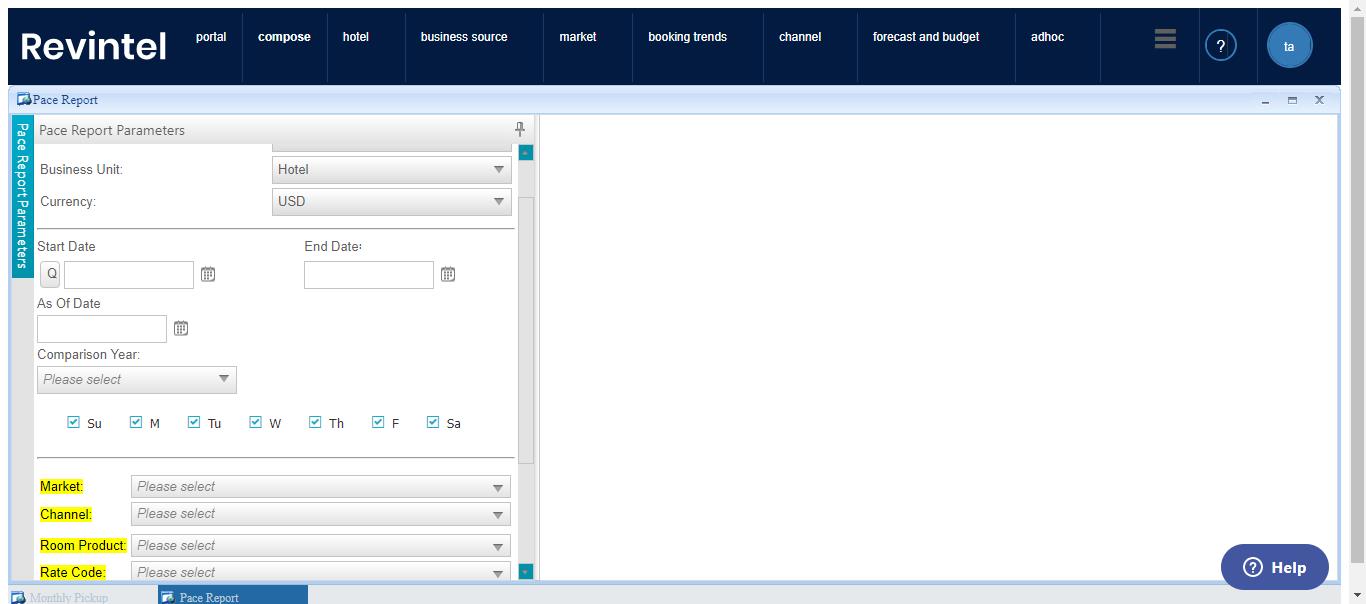 Revintel
portal
compose
hotel
business source
market
booking trends
channel
forecast and budget
adhoc
?
ta
Pace Report
Pace Report Parameters
Pace Report Parameters
Business Unit:
Hotel
Currency:
USD
Start Date
End Date:
Q
As Of Date
Comparison Year:
Please select
Su M Tu W Th F Sa
Market:
Please select
Channel:
Please select
Room Product:
Please select
Rate Code:
Please select
? Help
Monthly Pickup
Pace Report